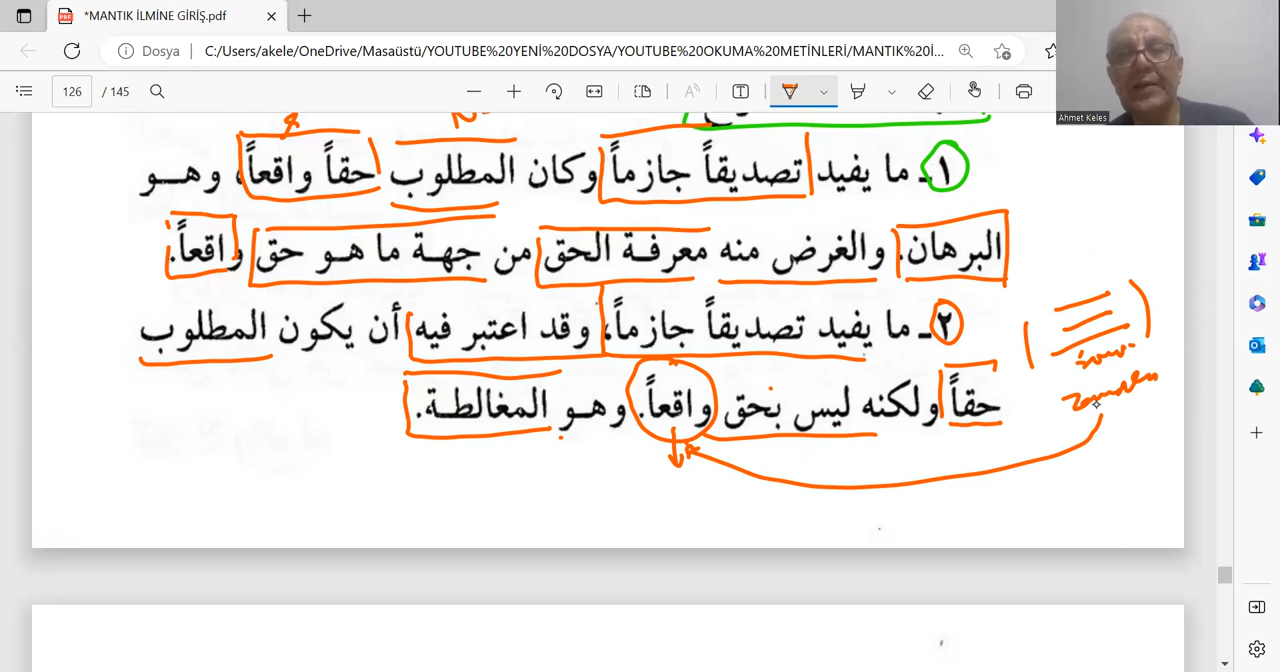 *MANTIK İLMİNE GİRİŞ.pdf
Dosya
C:/Users/akele/OneDrive/Masaüstü/YOUTUBE%20YENİ%20DOSYA/YOUTUBE%20OKUMA%20METİNLERİ/MANTIK%20İ...
126 / 145
Ahmet Keles
١ـ ما يفيد تصديقاً جازماً وكان المطلوب حقاً واقعاً، وهـو
البرهان. والغرض منه معرفـة الحق من جهـة ما هـو حق واقعاً.
٢ـ ما يفيد تصديقاً جازماً، وقد اعتبر فيه أن يكون المطلوب
حقاً ولكنه ليس بحق واقعاً. وهـو المغالطـة.